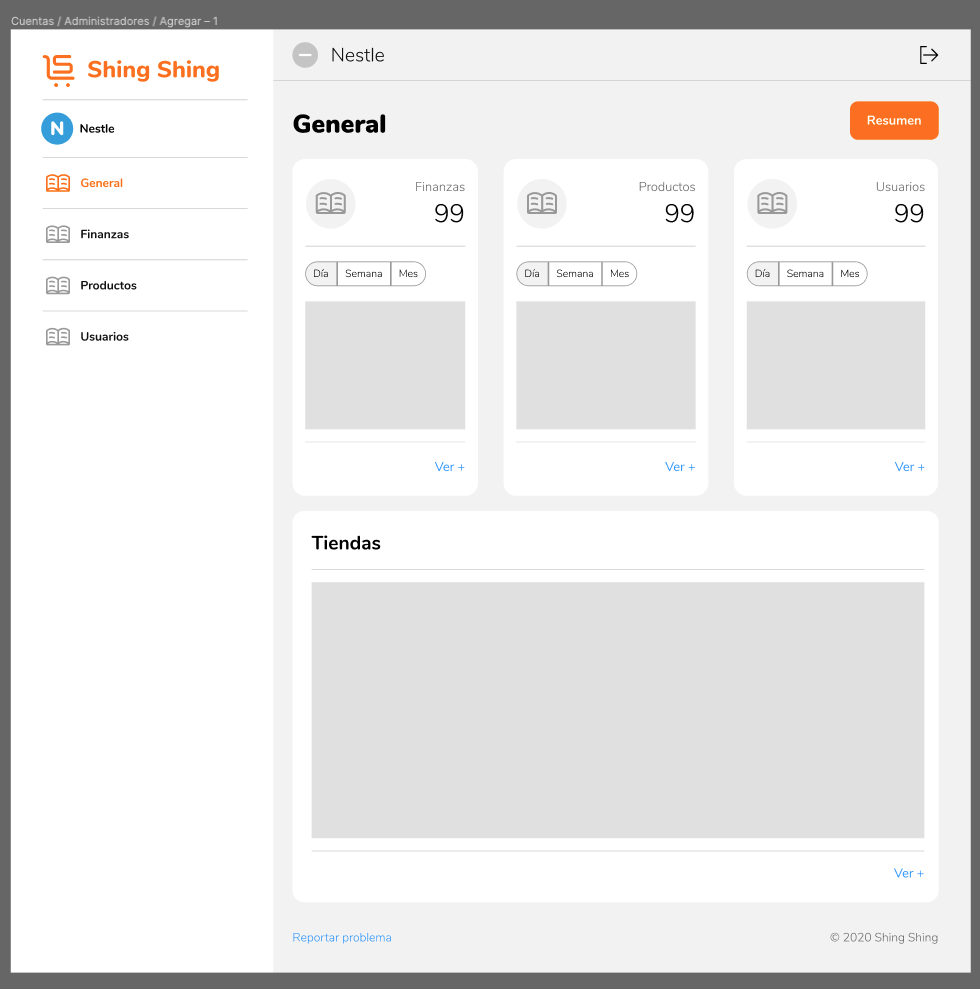 Cuentas / Administradores / Agregar – 1
Shing Shing
N Nestle
General
Finanzas
Productos
Usuarios
Nestle
General
Resumen
Finanzas
99
Día Semana Mes
Ver +
Productos
99
Día Semana Mes
Ver +
Usuarios
99
Día Semana Mes
Ver +
Tiendas
Ver +
Reportar problema
© 2020 Shing Shing